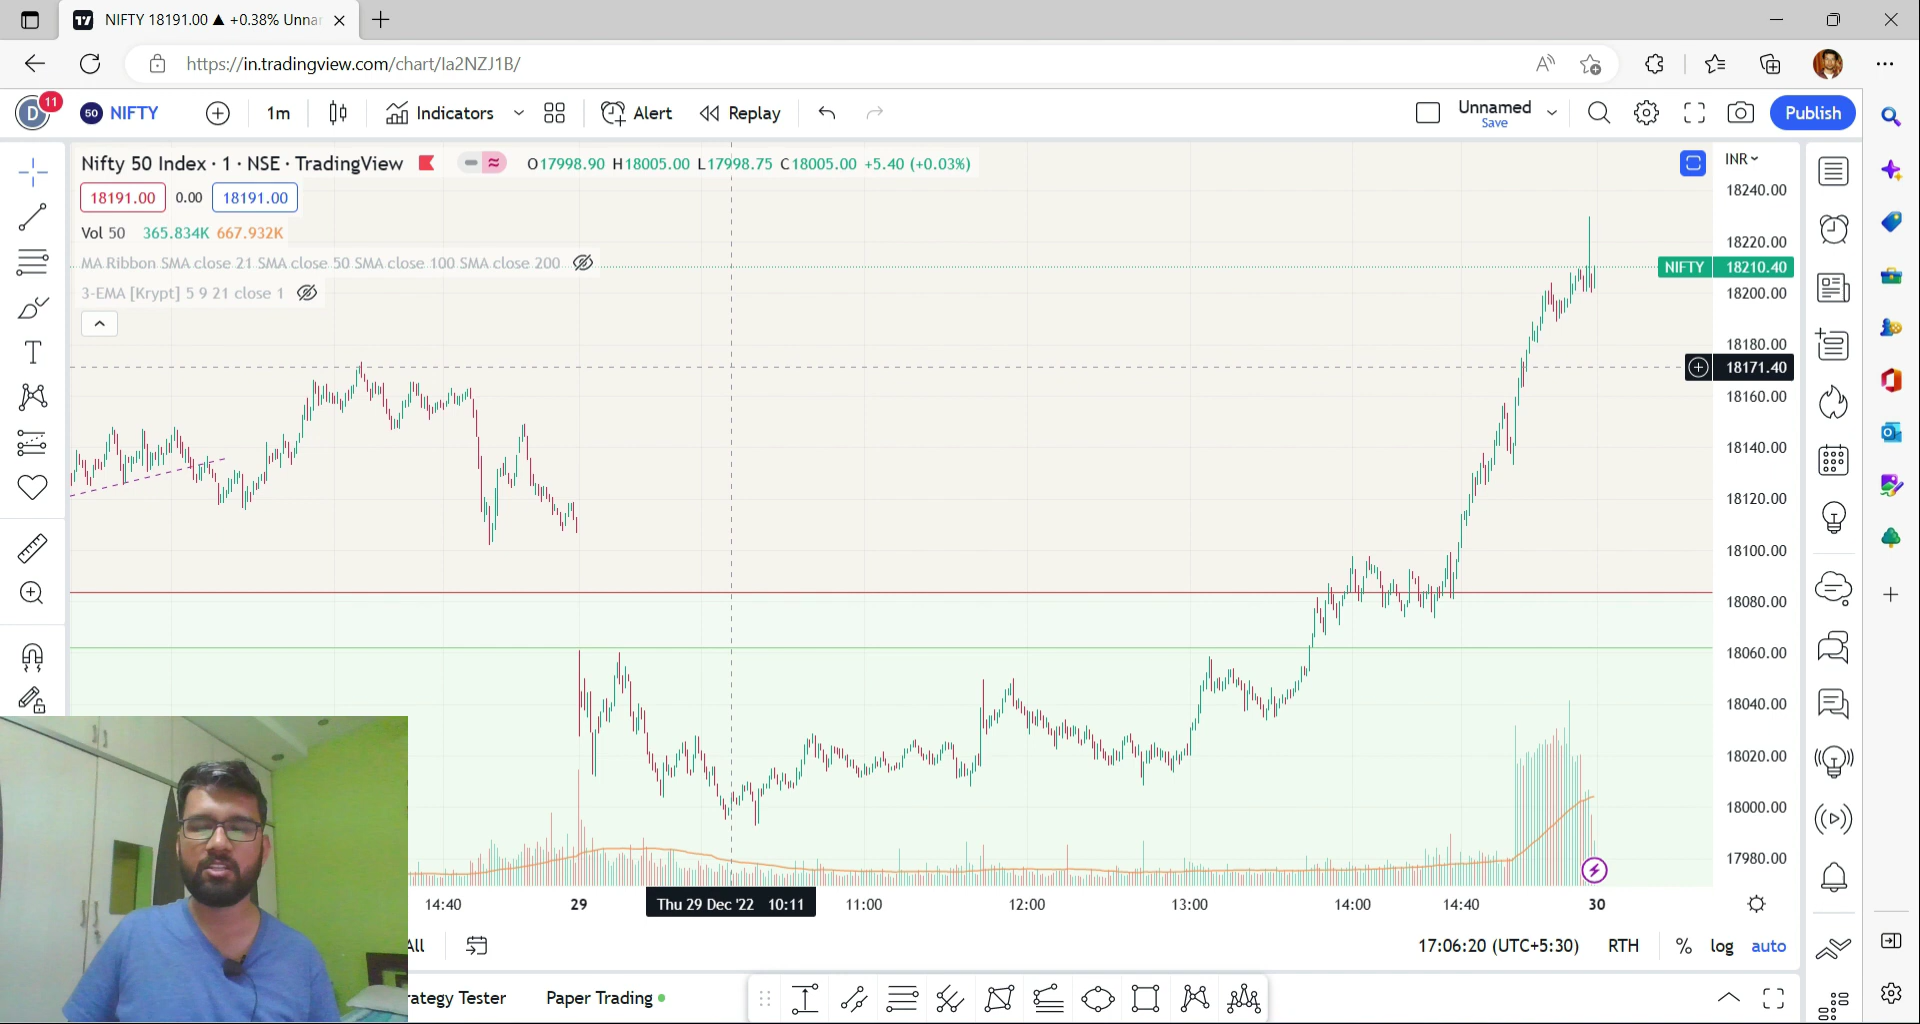 NIFTY 18191.00 ▲ +0.38% Unna
https://in.tradingview.com/chart/Ia2NZJ1B/
D 11 50 NIFTY 1m Indicators Alert Replay Unnamed Save Publish
Nifty 50 Index · 1 · NSE · TradingView O17998.90 H18005.00 L17998.75 C18005.00 +5.40 (+0.03%)
INR
18191.00 0.00 18191.00
Vol 50 365.834K 667.932K
MA Ribbon SMA close 21 SMA close 50 SMA close 100 SMA close 200
3-EMA [Krypt] 5 9 21 close 1
18240.00
18220.00
NIFTY 18210.40
18200.00
18180.00
18171.40
18160.00
18140.00
18120.00
18100.00
18080.00
18060.00
18040.00
18020.00
18000.00
17980.00
14:40 29 Thu 29 Dec '22 10:11 11:00 12:00 13:00 14:00 14:40 30
All 17:06:20 (UTC+5:30) RTH % log auto
rategy Tester Paper Trading